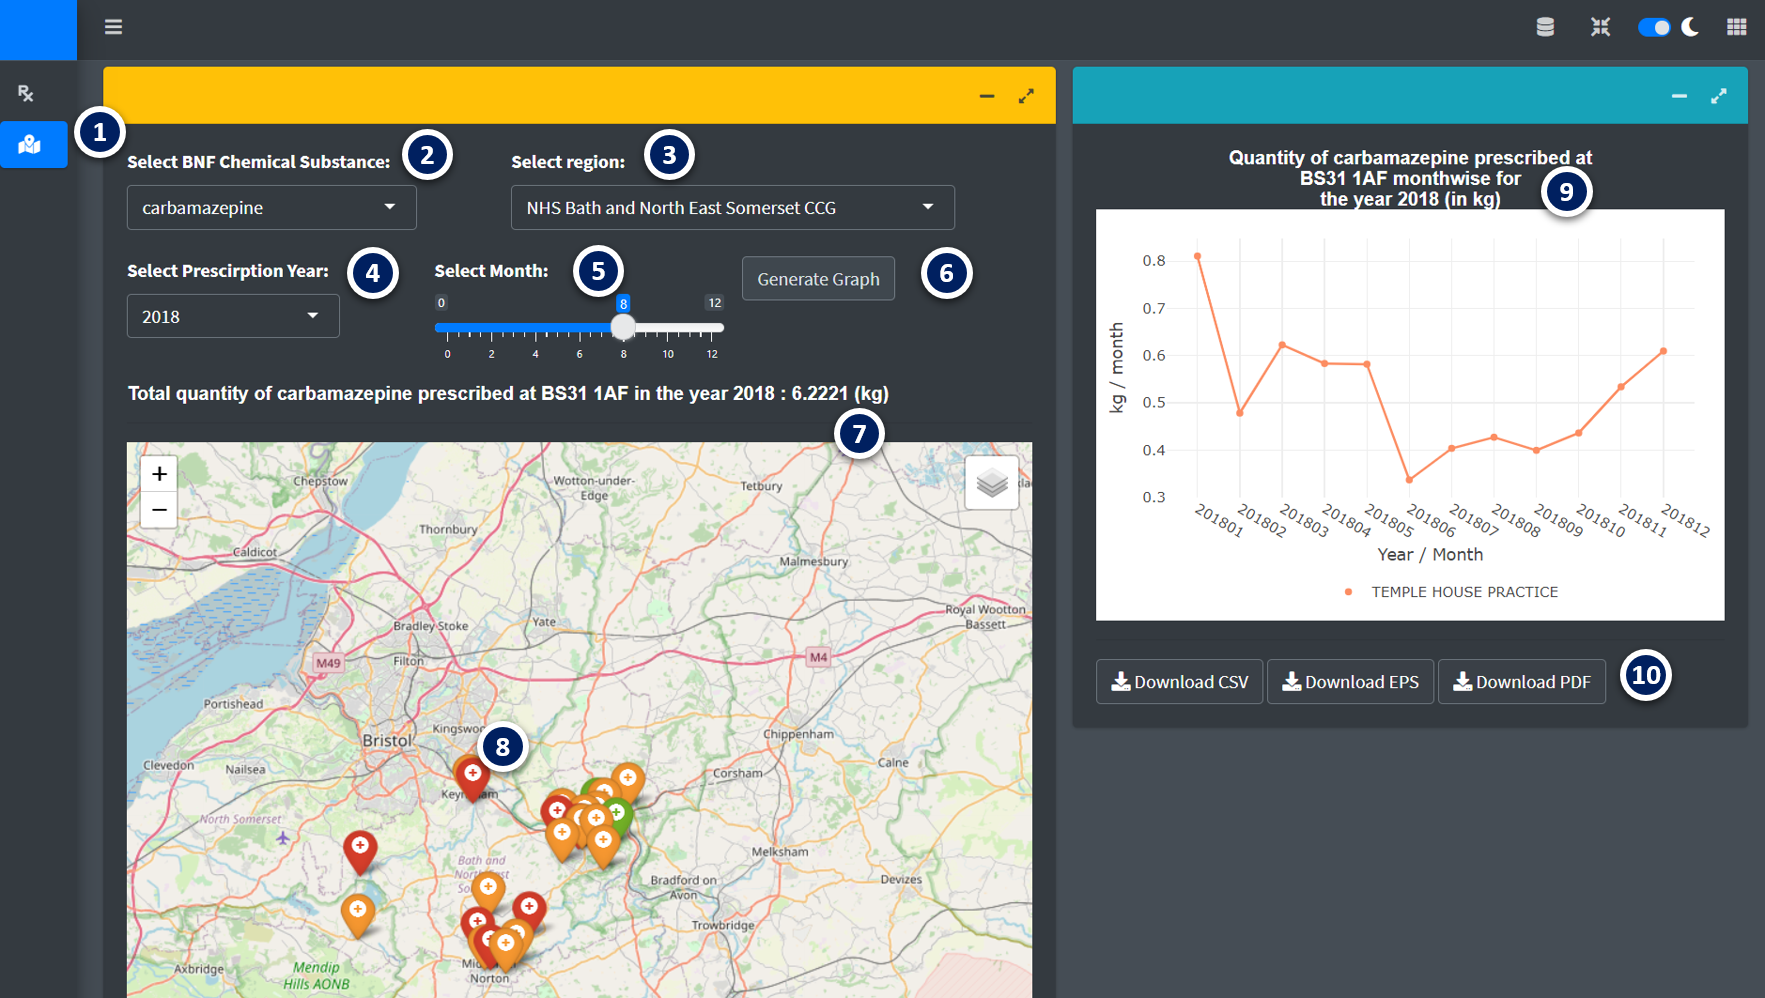 1
Select BNF Chemical Substance:
2
Select region:
3
carbamazepine
NHS Bath and North East Somerset CCG
Select Prescirption Year:
4
Select Month:
5
Generate Graph
6
2018
0
8
12
0 2 4 6 8 10 12
Total quantity of carbamazepine prescribed at BS31 1AF in the year 2018 : 6.2221 (kg)
7
+
−
Chepstow
Wotton-under-
Edge
Tetbury
Thornbury
Caldicot
Malmesbury
Royal Wootton
Bassett
Yate
Bradley Stoke
M49
Filton
M4
Portishead
Kingswo
Bristol
8
Chippenham
Clevedon
Nailsea
Calne
Corsham
North Somerset
Melksham
Bath and
Bradford on
Avon
Devizes
Trowbridge
Axbridge
Mendip
Hills AONB
Norton
Quantity of carbamazepine prescribed at
BS31 1AF monthwise for
the year 2018 (in kg)
9
0.8
0.7
0.6
0.5
0.4
0.3
kg / month
201801 201802 201803 201804 201805 201806 201807 201808 201809 201810 201811 201812
Year / Month
TEMPLE HOUSE PRACTICE
Download CSV
Download EPS
Download PDF
10